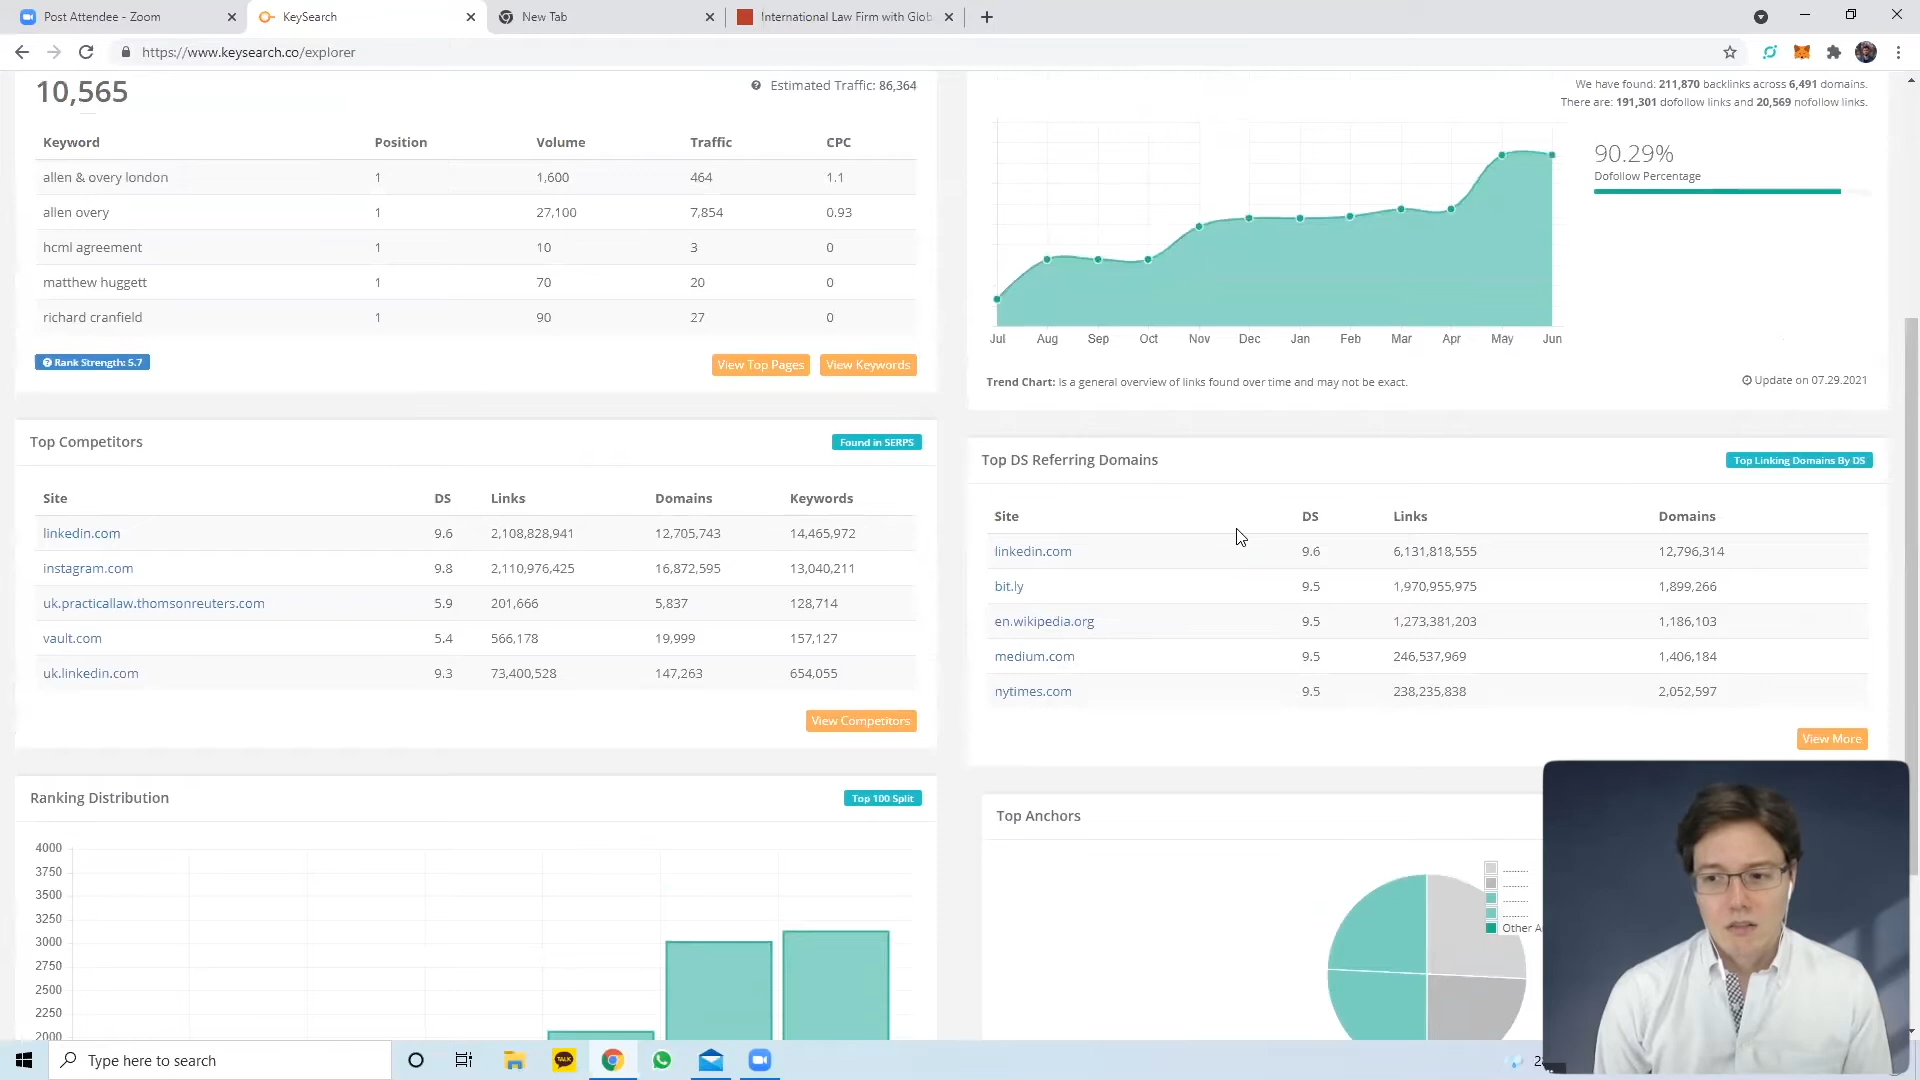 Post Attendee - Zoom
KeySearch
New Tab
International Law Firm with Glob
https://www.keysearch.co/explorer
10,565
Estimated Traffic: 86,364
Keyword Position Volume Traffic CPC
allen & overy london 1 1,600 464 1.1
allen overy 1 27,100 7,854 0.93
hcml agreement 1 10 3 0
matthew huggett 1 70 20 0
richard cranfield 1 90 27 0
Rank Strength: 5.7
View Top Pages
View Keywords
We have found: 211,870 backlinks across 6,491 domains.
There are: 191,301 dofollow links and 20,569 nofollow links.
90.29%
Dofollow Percentage
Jul Aug Sep Oct Nov Dec Jan Feb Mar Apr May Jun
Trend Chart: Is a general overview of links found over time and may not be exact.
Update on 07.29.2021
Top Competitors
Found in SERPS
Site DS Links Domains Keywords
linkedin.com 9.6 2,108,828,941 12,705,743 14,465,972
instagram.com 9.8 2,110,976,425 16,872,595 13,040,211
uk.practicallaw.thomsonreuters.com 5.9 201,666 5,837 128,714
vault.com 5.4 566,178 19,999 157,127
uk.linkedin.com 9.3 73,400,528 147,263 654,055
View Competitors
Top DS Referring Domains
Top Linking Domains By DS
Site DS Links Domains
linkedin.com 9.6 6,131,818,555 12,796,314
bit.ly 9.5 1,970,955,975 1,899,266
en.wikipedia.org 9.5 1,273,381,203 1,186,103
medium.com 9.5 246,537,969 1,406,184
nytimes.com 9.5 238,235,838 2,052,597
View More
Ranking Distribution
Top 100 Split
4000
3750
3500
3250
3000
2750
2500
2250
2000
Top Anchors
.........
.........
.........
.........
Other A
Type here to search
TALK